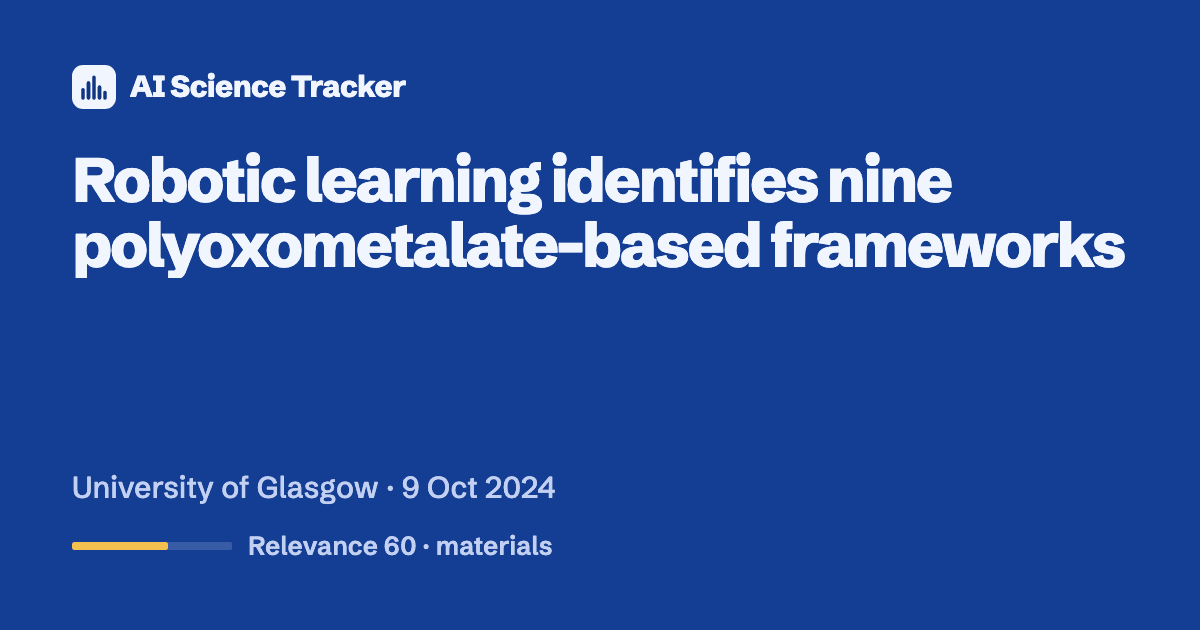 AI Science Tracker
Robotic learning identifies nine
polyoxometalate-based frameworks
University of Glasgow · 9 Oct 2024
Relevance 60 · materials